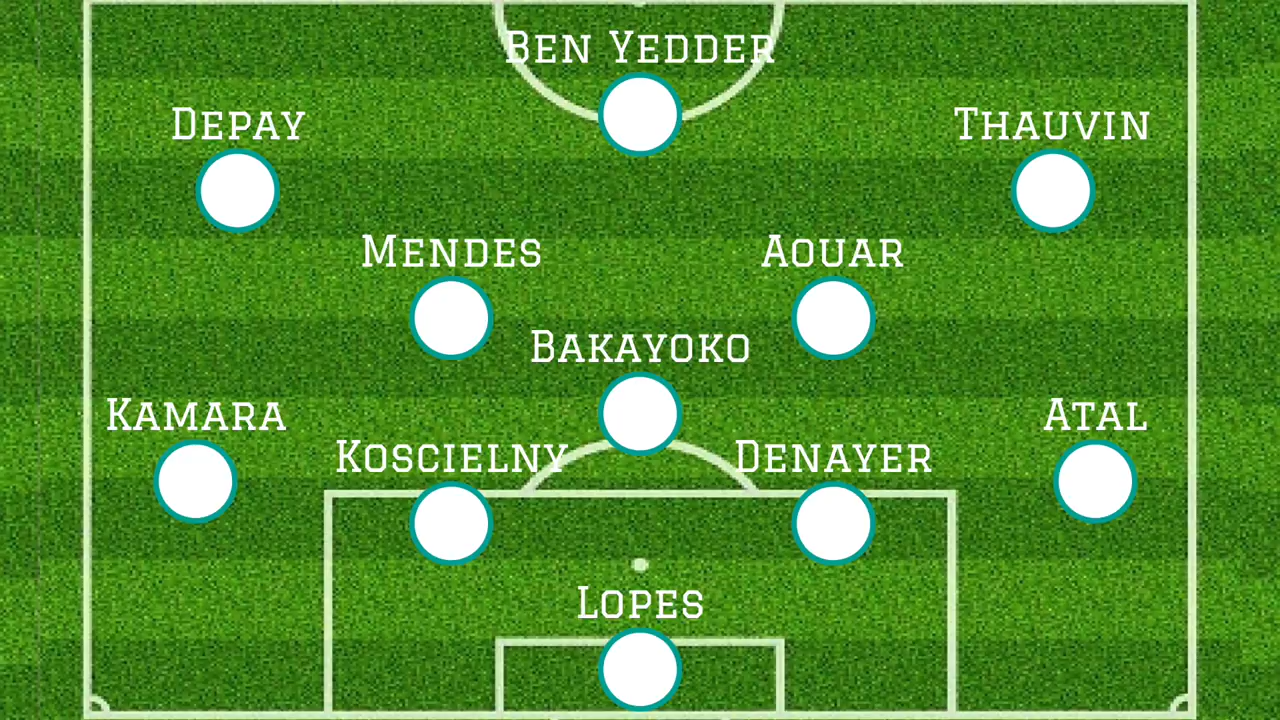 Ben Yedder
Depay
Thauvin
Mendes
Aouar
Bakayoko
Kamara
Atal
Koscielny
Denayer
Lopes